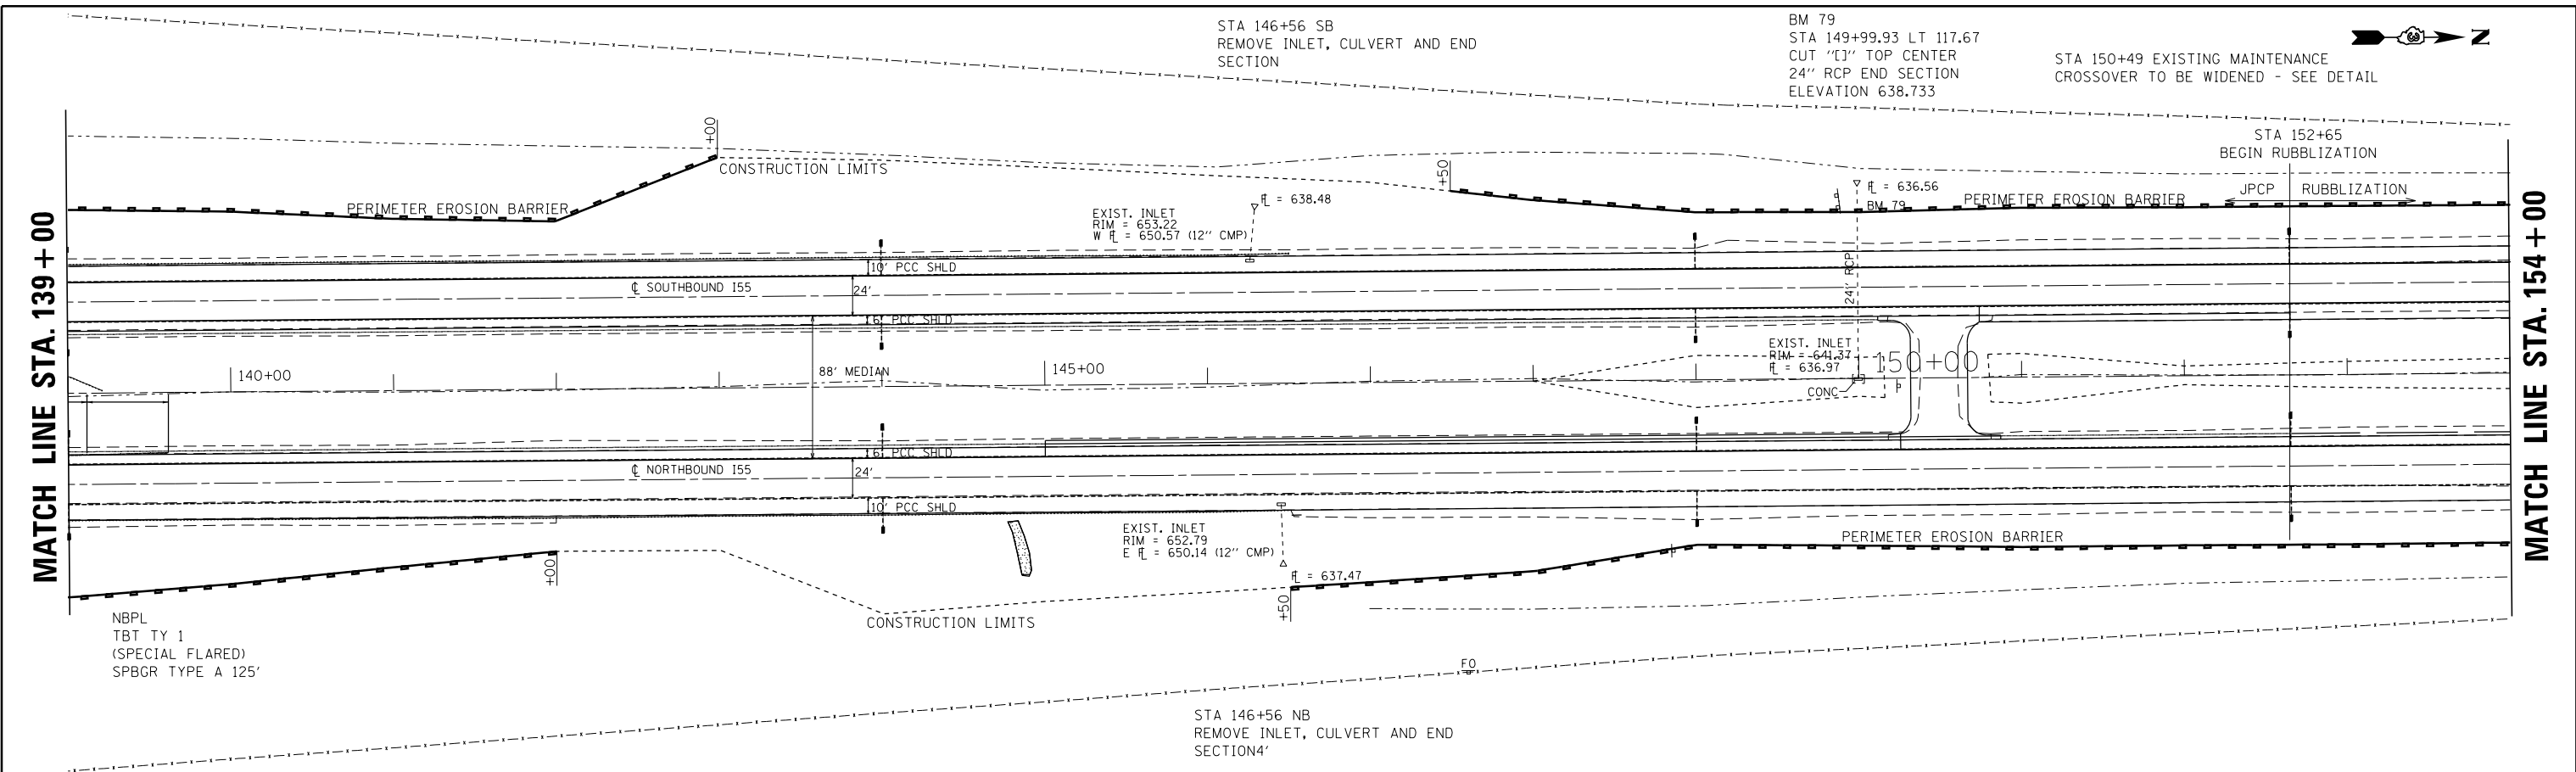 STA 146+56 SB
REMOVE INLET, CULVERT AND END
SECTION
BM 79
STA 149+99.93 LT 117.67
CUT "[]" TOP CENTER
24" RCP END SECTION
ELEVATION 638.733
STA 150+49 EXISTING MAINTENANCE
CROSSOVER TO BE WIDENED - SEE DETAIL
N
STA 152+65
BEGIN RUBBLIZATION
JPCP
RUBBLIZATION
+00
CONSTRUCTION LIMITS
PERIMETER EROSION BARRIER
+50
EXIST. INLET
RIM = 653.22
W FL = 650.57 (12" CMP)
FL = 638.48
FL = 636.56
BM 79
PERIMETER EROSION BARRIER
MATCH LINE STA. 139+00
MATCH LINE STA. 154+00
10' PCC SHLD
CL SOUTHBOUND I55
24'
6' PCC SHLD
24" RCP
EXIST. INLET
RIM = 641.37
FL = 636.97
CONC
140+00
88' MEDIAN
145+00
150+00
6' PCC SHLD
CL NORTHBOUND I55
24'
10' PCC SHLD
EXIST. INLET
RIM = 652.79
E FL = 650.14 (12" CMP)
FL = 637.47
PERIMETER EROSION BARRIER
+00
+50
CONSTRUCTION LIMITS
NBPL
TBT TY 1
(SPECIAL FLARED)
SPBGR TYPE A 125'
FO
STA 146+56 NB
REMOVE INLET, CULVERT AND END
SECTION4'